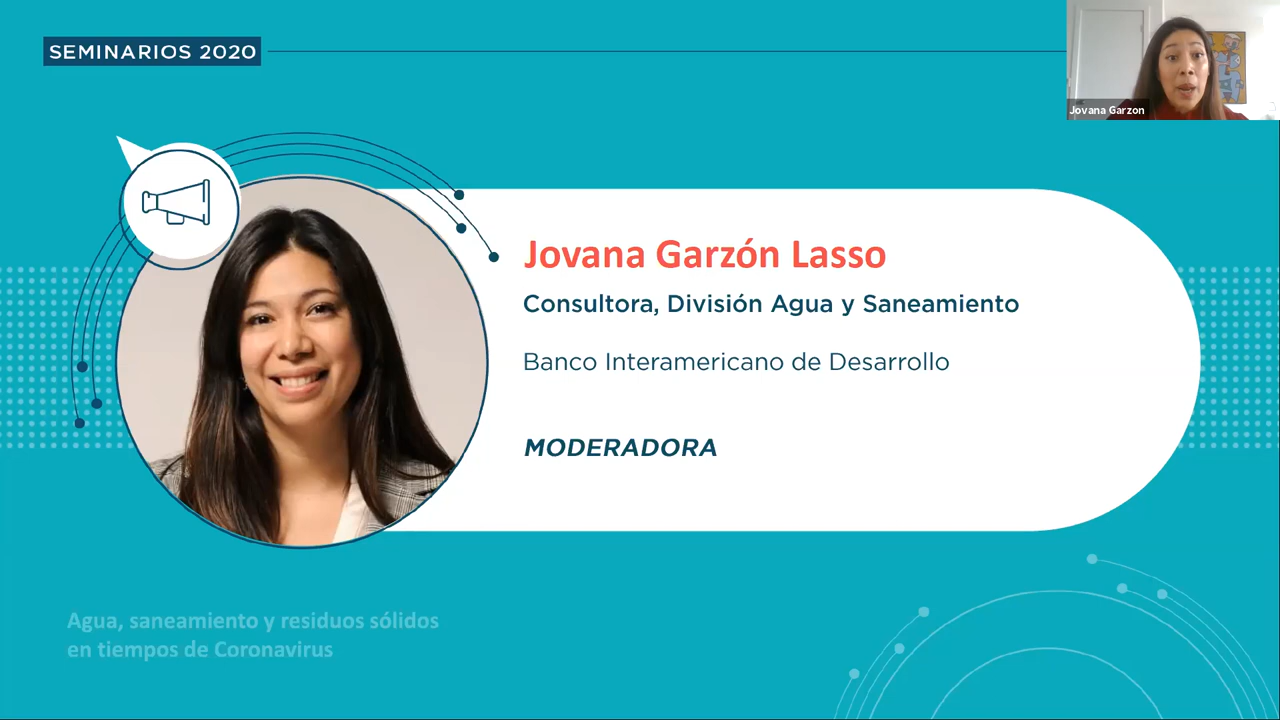 SEMINARIOS 2020
Jovana Garzon
Jovana Garzón Lasso
Consultora, División Agua y Saneamiento
Banco Interamericano de Desarrollo
MODERADORA
Agua, saneamiento y residuos sólidos
en tiempos de Coronavirus